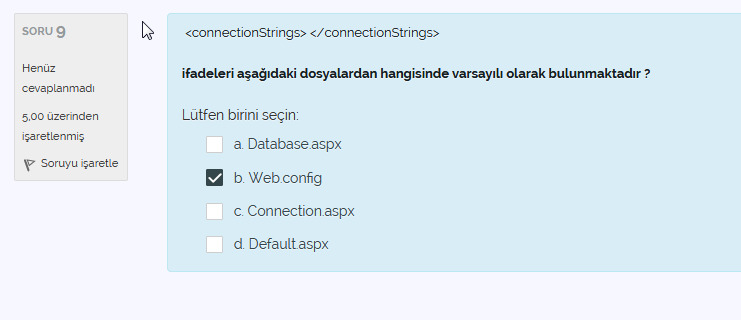 SORU 9
Henüz
cevaplanmadı
5,00 üzerinden
işaretlenmiş
Soruyu işaretle
<connectionStrings> </connectionStrings>
ifadeleri aşağıdaki dosyalardan hangisinde varsayılı olarak bulunmaktadır ?
Lütfen birini seçin:
a. Database.aspx
b. Web.config
c. Connection.aspx
d. Default.aspx